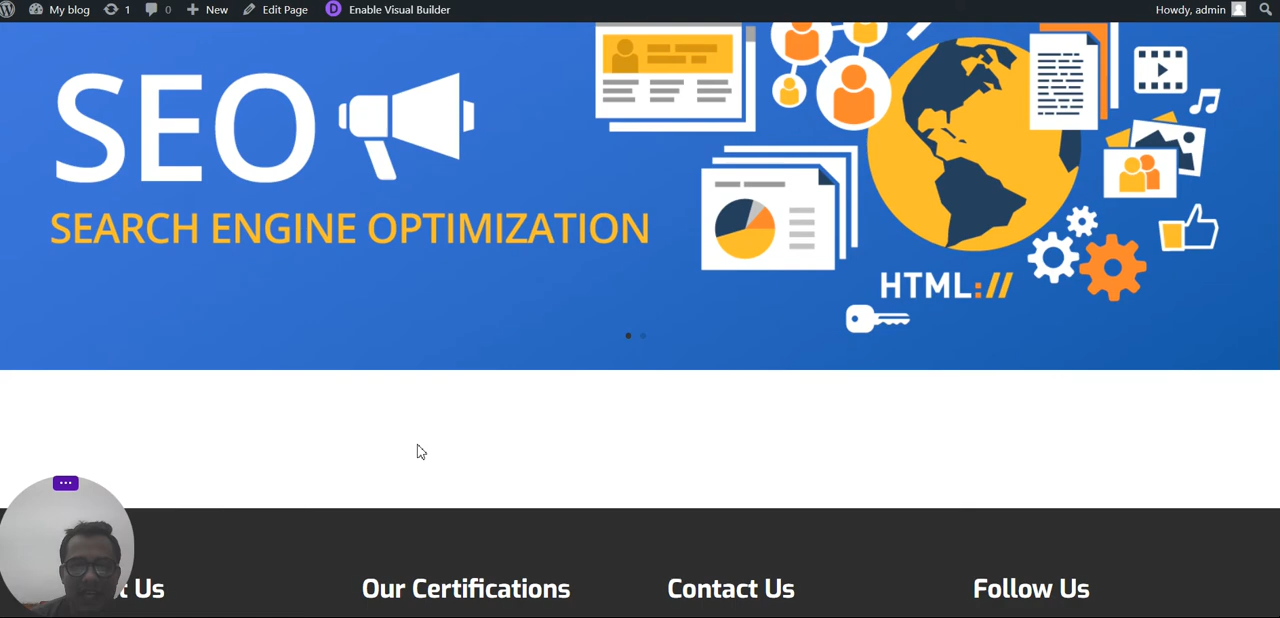 My blog 1 0 New Edit Page D Enable Visual Builder Howdy, admin
SEO
SEARCH ENGINE OPTIMIZATION
HTML://
Us
Our Certifications
Contact Us
Follow Us